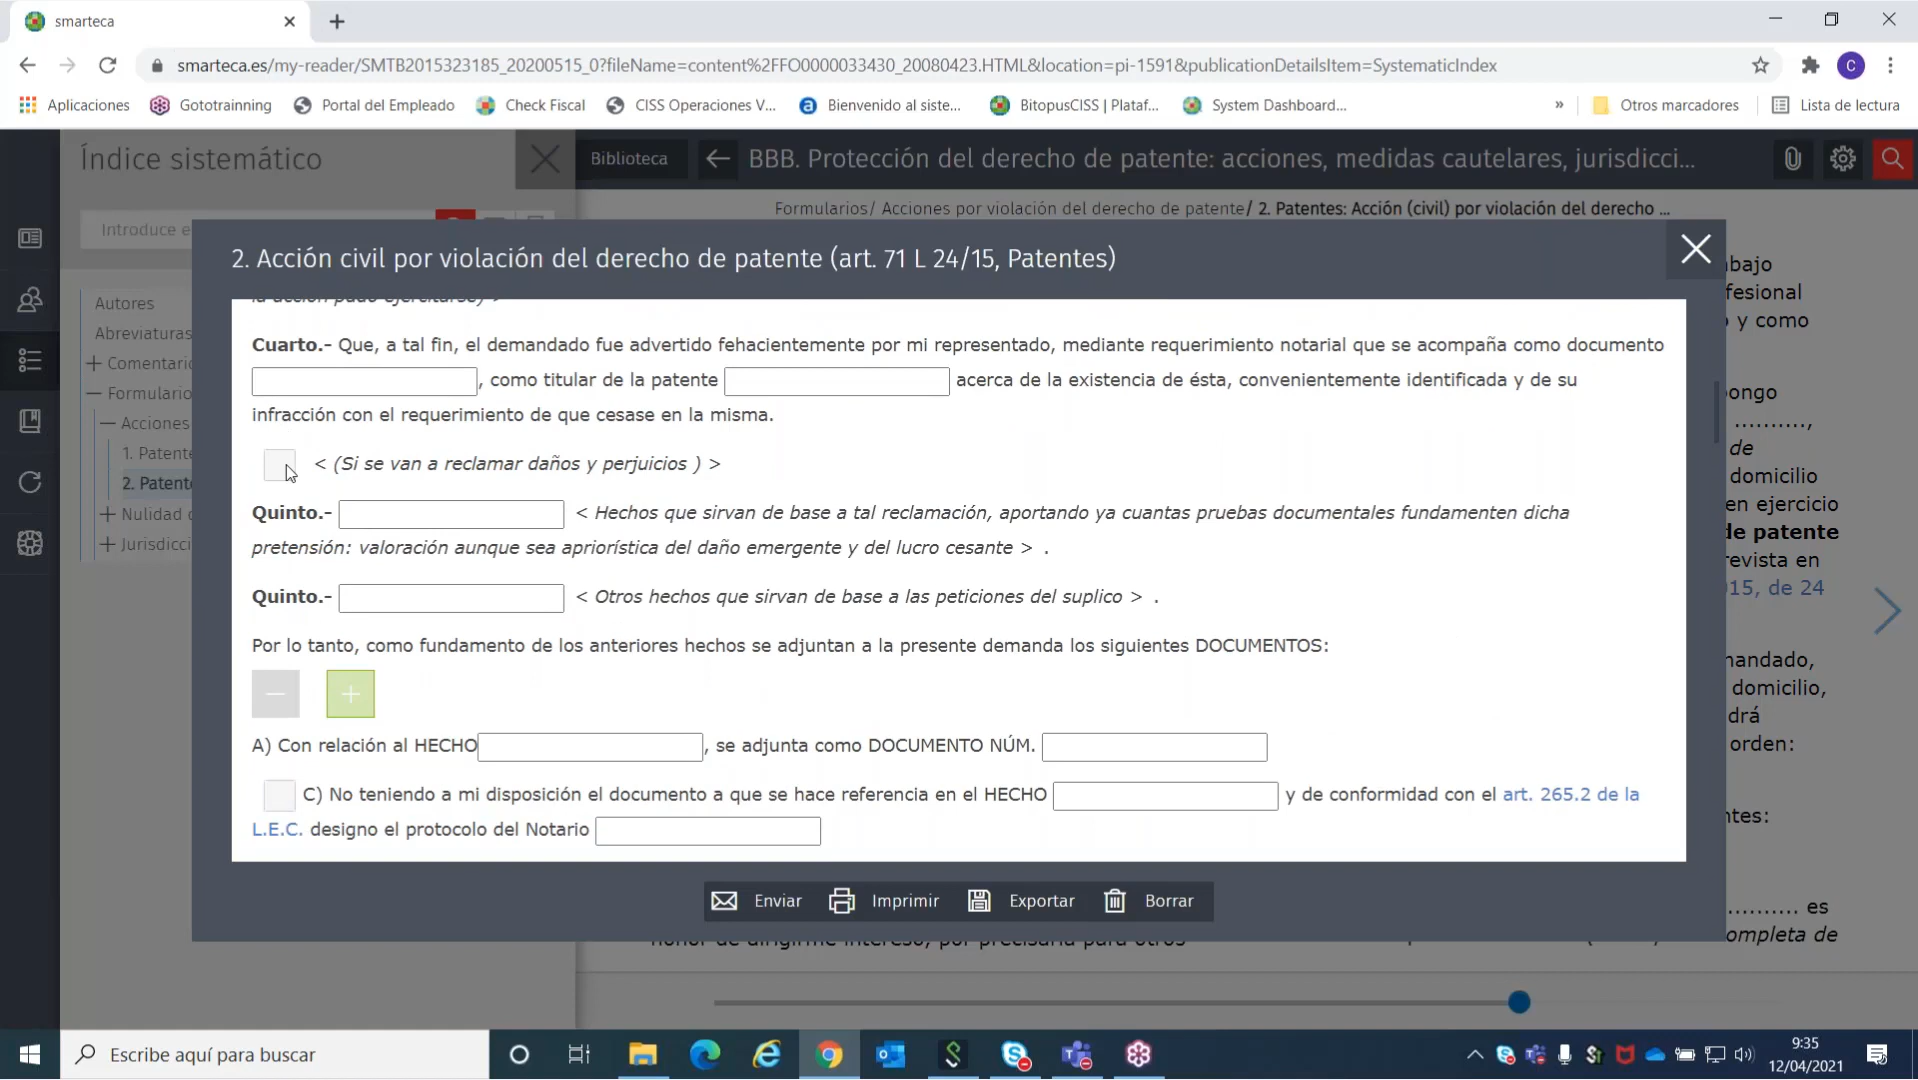 smarteca
smarteca.es/my-reader/SMTB2015323185_20200515_0?fileName=content%2FFO0000033430_20080423.HTML&location=pi-1591&publicationDetailsItem=SystematicIndex
C
Aplicaciones
Gototrainning
Portal del Empleado
Check Fiscal
CISS Operaciones V...
Bienvenido al siste...
BitopusCISS | Plataf...
System Dashboard...
»
Otros marcadores
Lista de lectura
Índice sistemático
Biblioteca
BBB. Protección del derecho de patente: acciones, medidas cautelares, jurisdicci...
Formularios/ Acciones por violación del derecho de patente/ 2. Patentes: Acción (civil) por violación del derecho ...
Introduce e
Autores
Abreviaturas
Comentario
Formulario
Acciones
1. Patente
2. Patente
Nulidad
Jurisdicci
2. Acción civil por violación del derecho de patente (art. 71 L 24/15, Patentes)
la acción pudo ejercitarse) >
Cuarto.- Que, a tal fin, el demandado fue advertido fehacientemente por mi representado, mediante requerimiento notarial que se acompaña como documento
, como titular de la patente acerca de la existencia de ésta, convenientemente identificada y de su
infracción con el requerimiento de que cesase en la misma.
< (Si se van a reclamar daños y perjuicios ) >
Quinto.- < Hechos que sirvan de base a tal reclamación, aportando ya cuantas pruebas documentales fundamenten dicha
pretensión: valoración aunque sea apriorística del daño emergente y del lucro cesante > .
Quinto.- < Otros hechos que sirvan de base a las peticiones del suplico > .
Por lo tanto, como fundamento de los anteriores hechos se adjuntan a la presente demanda los siguientes DOCUMENTOS:
A) Con relación al HECHO , se adjunta como DOCUMENTO NÚM.
C) No teniendo a mi disposición el documento a que se hace referencia en el HECHO y de conformidad con el art. 265.2 de la
L.E.C. designo el protocolo del Notario
Enviar
Imprimir
Exportar
Borrar
abajo
fesional
y como
ongo
..........,
de
domicilio
en ejercicio
de patente
revista en
15, de 24
mandado,
domicilio,
drá
orden:
ntes:
.......... es
ompleta de
Escribe aquí para buscar
9:35
12/04/2021